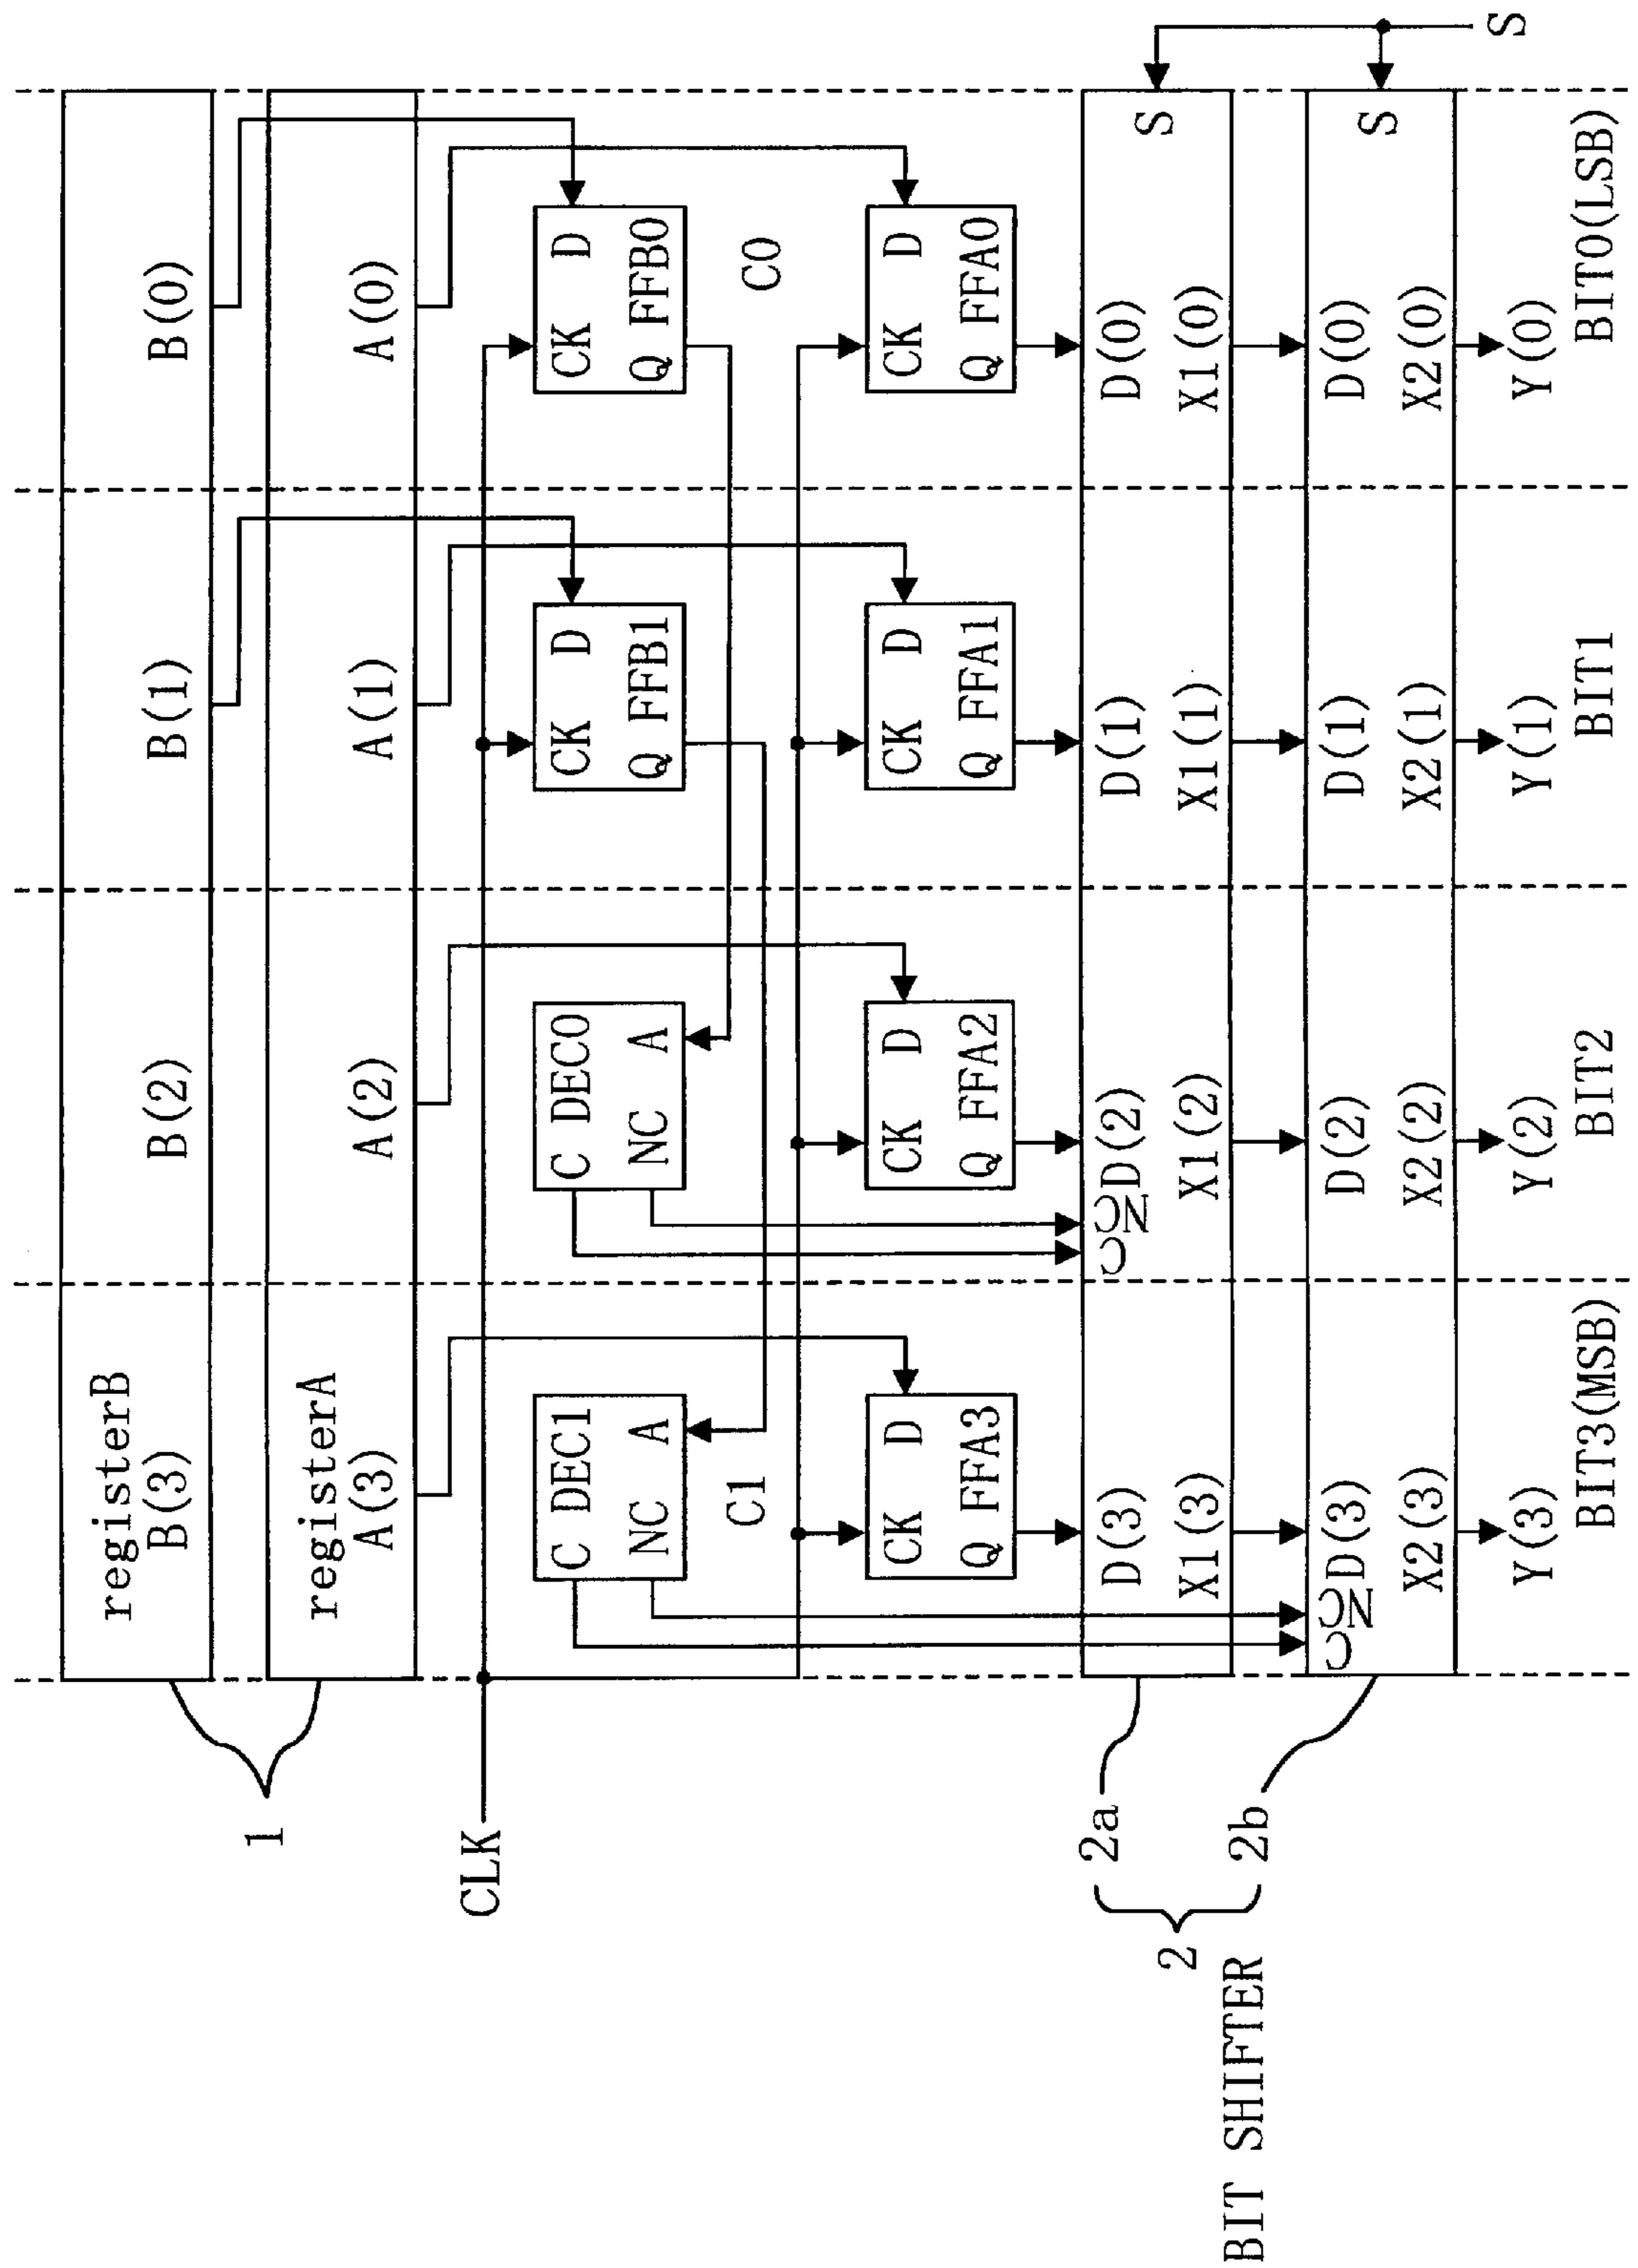 registerB
B(3) B(2) B(1) B(0)
1
registerA
A(3) A(2) A(1) A(0)
CLK
C DEC1 C DEC0 CK D CK D
NC A NC A Q FFB1 Q FFB0
C1 C0
CK D CK D CK D CK D
Q FFA3 Q FFA2 Q FFA1 Q FFA0
2a
D(3) C NC D(2) D(1) D(0) S
2
X1(3) X1(2) X1(1) X1(0)
BIT SHIFTER
2b
C NC D(3) D(2) D(1) D(0) S
X2(3) X2(2) X2(1) X2(0)
Y(3) Y(2) Y(1) Y(0) S
BIT3(MSB) BIT2 BIT1 BIT0(LSB)